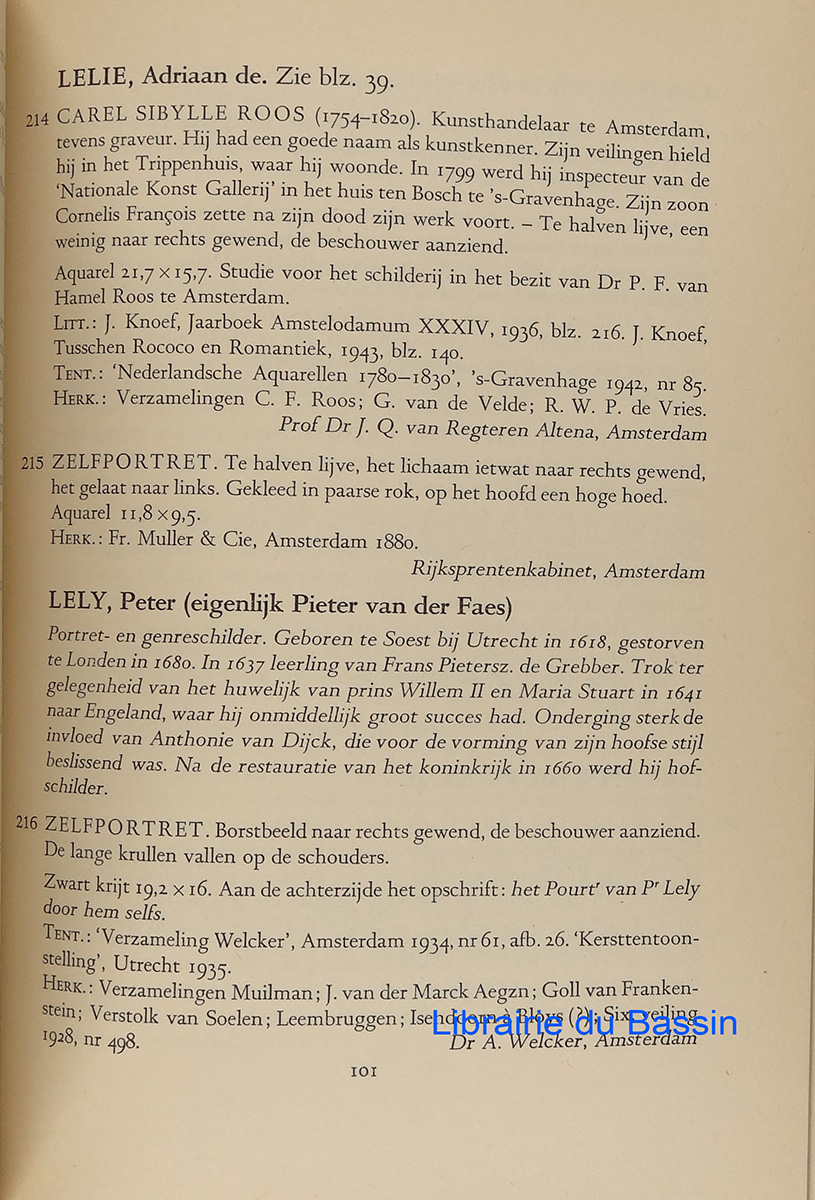 LELIE, Adriaan de. Zie blz. 39.
214 CAREL SIBYLLE ROOS (1754–1820). Kunsthandelaar te Amsterdam,
tevens graveur. Hij had een goede naam als kunstkenner. Zijn veilingen hield
hij in het Trippenhuis, waar hij woonde. In 1799 werd hij inspecteur van de
‘Nationale Konst Gallerij’ in het huis ten Bosch te ’s-Gravenhage. Zijn zoon
Cornelis François zette na zijn dood zijn werk voort. – Te halven lijve, een
weinig naar rechts gewend, de beschouwer aanziend.
Aquarel 21,7 × 15,7. Studie voor het schilderij in het bezit van Dr P. F. van
Hamel Roos te Amsterdam.
LITT.: J. Knoef, Jaarboek Amstelodamum XXXIV, 1936, blz. 216. J. Knoef,
Tusschen Rococo en Romantiek, 1943, blz. 140.
TENT.: ‘Nederlandsche Aquarellen 1780–1830’, ’s-Gravenhage 1942, nr 85.
HERK.: Verzamelingen C. F. Roos; G. van de Velde; R. W. P. de Vries.
Prof Dr J. Q. van Regteren Altena, Amsterdam
215 ZELFPORTRET. Te halven lijve, het lichaam ietwat naar rechts gewend,
het gelaat naar links. Gekleed in paarse rok, op het hoofd een hoge hoed.
Aquarel 11,8 × 9,5.
HERK.: Fr. Muller & Cie, Amsterdam 1880.
Rijksprentenkabinet, Amsterdam
LELY, Peter (eigenlijk Pieter van der Faes)
Portret- en genreschilder. Geboren te Soest bij Utrecht in 1618, gestorven
te Londen in 1680. In 1637 leerling van Frans Pietersz. de Grebber. Trok ter
gelegenheid van het huwelijk van prins Willem II en Maria Stuart in 1641
naar Engeland, waar hij onmiddellijk groot succes had. Onderging sterk de
invloed van Anthonie van Dijck, die voor de vorming van zijn hoofse stijl
beslissend was. Na de restauratie van het koninkrijk in 1660 werd hij hof-
schilder.
216 ZELFPORTRET. Borstbeeld naar rechts gewend, de beschouwer aanziend.
De lange krullen vallen op de schouders.
Zwart krijt 19,2 × 16. Aan de achterzijde het opschrift: het Pourtr van Pr Lely
door hem selfs.
TENT.: ‘Verzameling Welcker’, Amsterdam 1934, nr 61, afb. 26. ‘Kersttentoon-
stelling’, Utrecht 1935.
HERK.: Verzamelingen Muilman; J. van der Marck Aegzn; Goll van Franken-
stein; Verstolk van Soelen; Leembruggen; Isendoorn à Bloys (?); Six, veiling
1928, nr 498.
Dr A. Welcker, Amsterdam
Librairie du Bassin
101